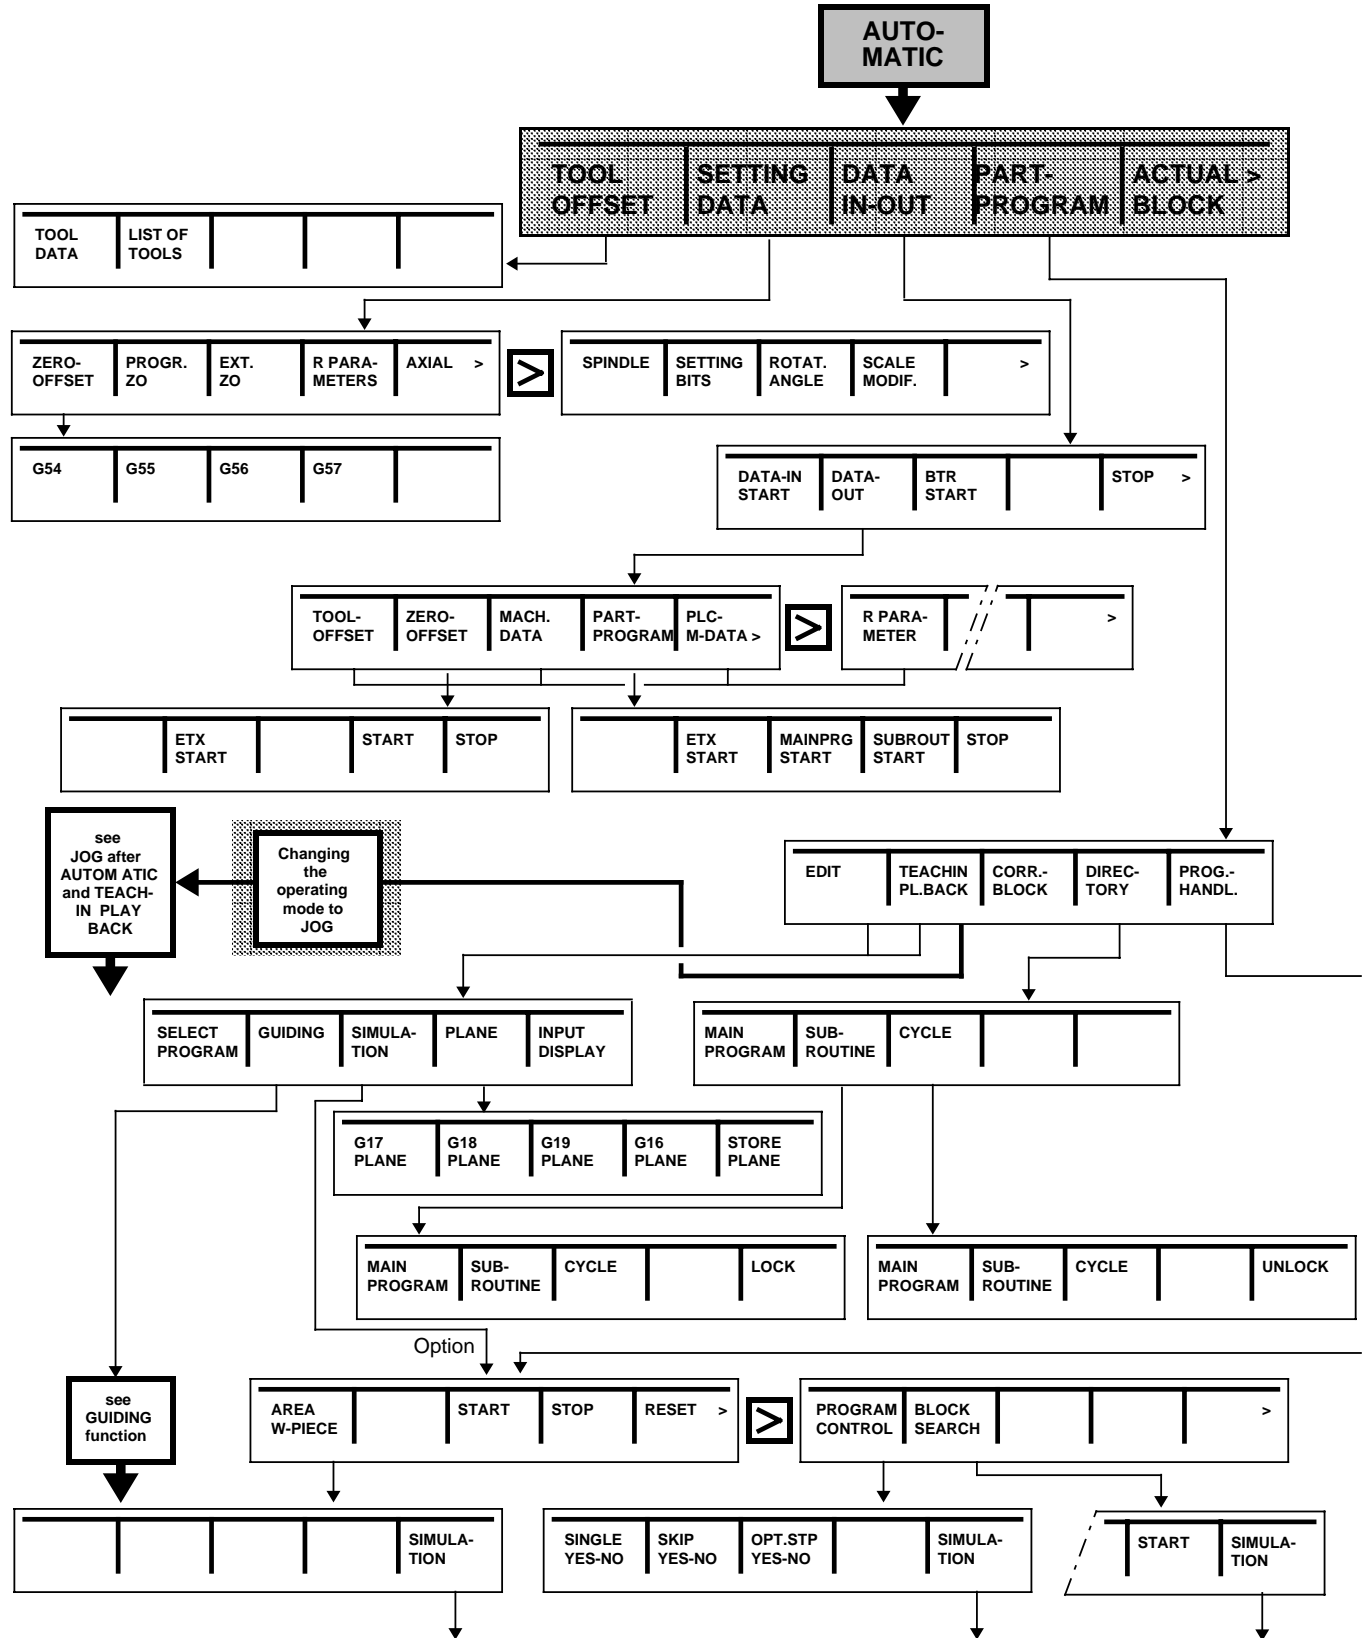 AUTO-
MATIC
TOOL
OFFSET
SETTING
DATA
DATA
IN-OUT
PART-
PROGRAM
ACTUAL >
BLOCK
TOOL
DATA
LIST OF
TOOLS
ZERO-
OFFSET
PROGR.
ZO
EXT.
ZO
R PARA-
METERS
AXIAL >
>
SPINDLE
SETTING
BITS
ROTAT.
ANGLE
SCALE
MODIF.
>
G54
G55
G56
G57
DATA-IN
START
DATA-
OUT
BTR
START
STOP >
TOOL-
OFFSET
ZERO-
OFFSET
MACH.
DATA
PART-
PROGRAM
PLC-
M-DATA >
>
R PARA-
METER
>
ETX
START
START
STOP
ETX
START
MAINPRG
START
SUBROUT
START
STOP
see
JOG after
AUTOM ATIC
and TEACH-
IN PLAY
BACK
Changing
the
operating
mode to
JOG
EDIT
TEACHIN
PL.BACK
CORR.-
BLOCK
DIREC-
TORY
PROG.-
HANDL.
SELECT
PROGRAM
GUIDING
SIMULA-
TION
PLANE
INPUT
DISPLAY
MAIN
PROGRAM
SUB-
ROUTINE
CYCLE
G17
PLANE
G18
PLANE
G19
PLANE
G16
PLANE
STORE
PLANE
MAIN
PROGRAM
SUB-
ROUTINE
CYCLE
LOCK
MAIN
PROGRAM
SUB-
ROUTINE
CYCLE
UNLOCK
Option
see
GUIDING
function
AREA
W-PIECE
START
STOP
RESET >
>
PROGRAM
CONTROL
BLOCK
SEARCH
>
SIMULA-
TION
SINGLE
YES-NO
SKIP
YES-NO
OPT.STP
YES-NO
SIMULA-
TION
START
SIMULA-
TION